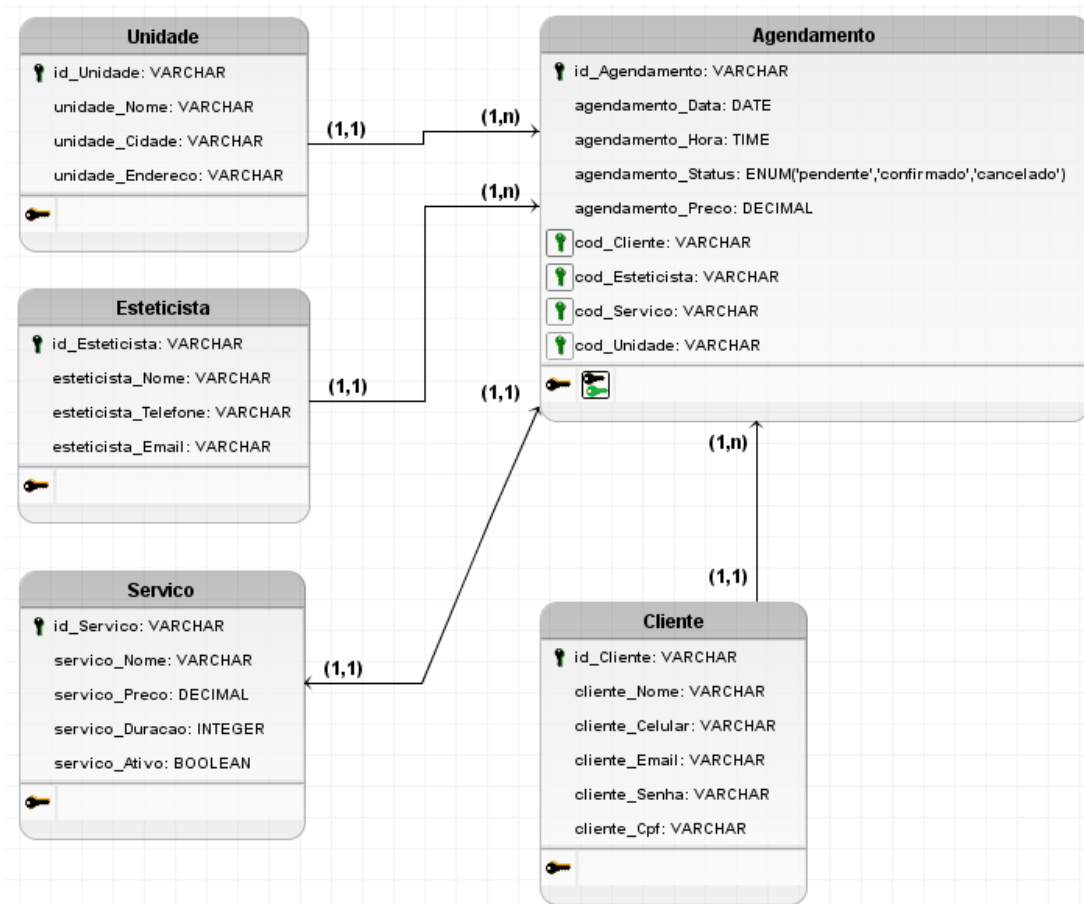 Unidade
id_Unidade: VARCHAR
unidade_Nome: VARCHAR
unidade_Cidade: VARCHAR
unidade_Endereco: VARCHAR
(1,1)
(1,n)
Agendamento
id_Agendamento: VARCHAR
agendamento_Data: DATE
agendamento_Hora: TIME
agendamento_Status: ENUM('pendente','confirmado','cancelado')
agendamento_Preco: DECIMAL
cod_Cliente: VARCHAR
cod_Esteticista: VARCHAR
cod_Servico: VARCHAR
cod_Unidade: VARCHAR
Esteticista
id_Esteticista: VARCHAR
esteticista_Nome: VARCHAR
esteticista_Telefone: VARCHAR
esteticista_Email: VARCHAR
(1,1)
(1,n)
Servico
id_Servico: VARCHAR
servico_Nome: VARCHAR
servico_Preco: DECIMAL
servico_Duracao: INTEGER
servico_Ativo: BOOLEAN
(1,1)
(1,1)
Cliente
id_Cliente: VARCHAR
cliente_Nome: VARCHAR
cliente_Celular: VARCHAR
cliente_Email: VARCHAR
cliente_Senha: VARCHAR
cliente_Cpf: VARCHAR
(1,1)
(1,n)